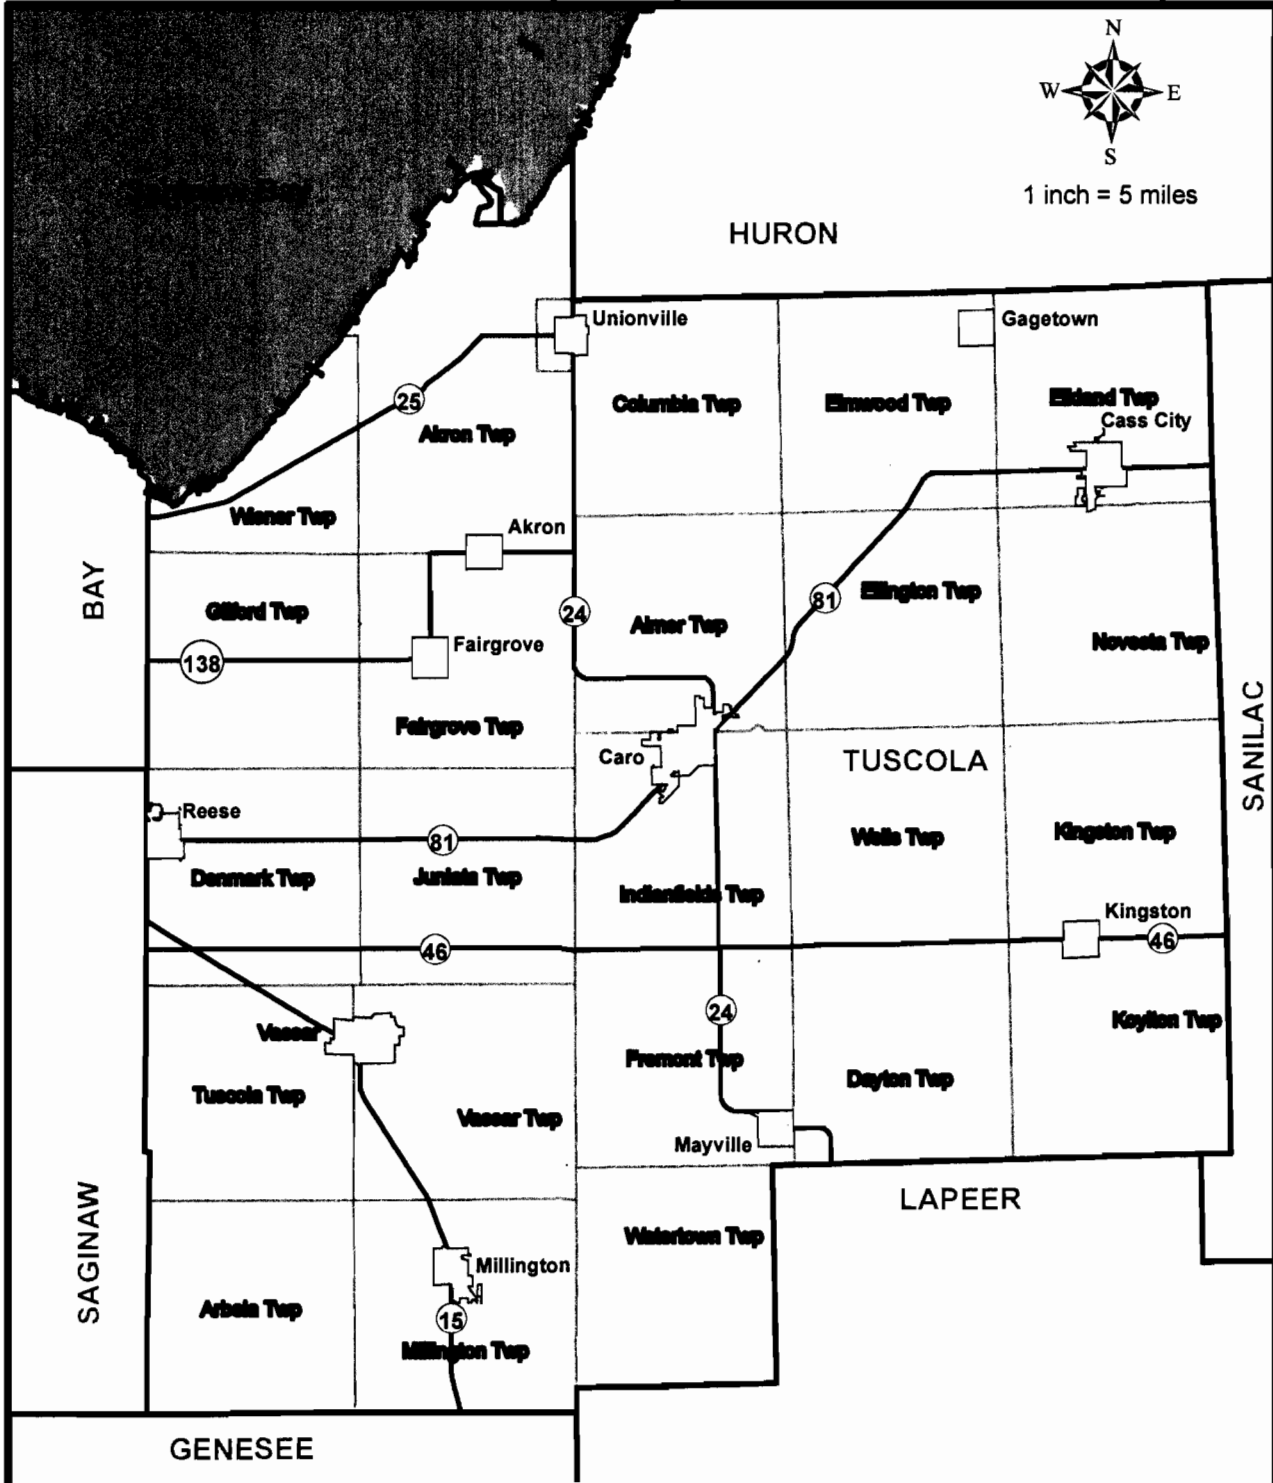 N
W E
S
1 inch = 5 miles
HURON
Unionville
Gagetown
25
Columbia Twp
Elmwood Twp
Elkland Twp
Cass City
Akron Twp
Wisner Twp
Akron
BAY
Gilford Twp
24
Almer Twp
81
Ellington Twp
Novesta Twp
Fairgrove
138
Fairgrove Twp
Caro
TUSCOLA
SANILAC
Reese
81
Wells Twp
Kingston Twp
Denmark Twp
Juniata Twp
Indianfields Twp
Kingston
46
46
24
Koylton Twp
Vassar
Fremont Twp
Dayton Twp
Tuscola Twp
Vassar Twp
Mayville
LAPEER
SAGINAW
Watertown Twp
Millington
Arbela Twp
15
Millington Twp
GENESEE